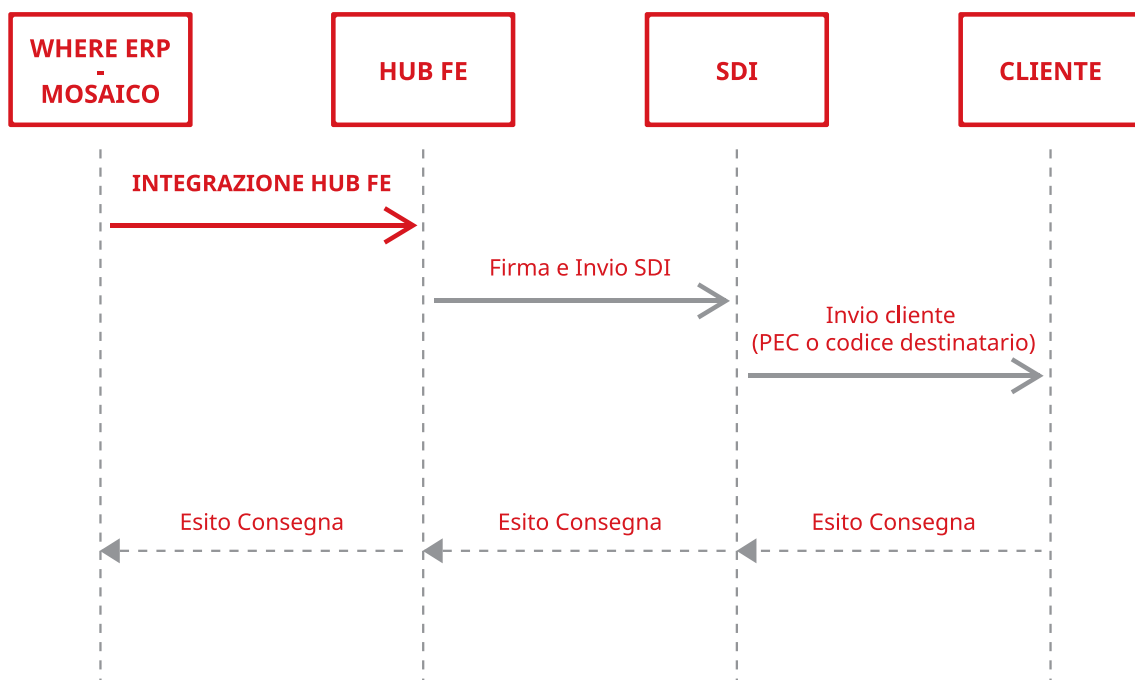 WHERE ERP
-
MOSAICO
HUB FE
SDI
CLIENTE
INTEGRAZIONE HUB FE
Firma e Invio SDI
Invio cliente
(PEC o codice destinatario)
Esito Consegna
Esito Consegna
Esito Consegna